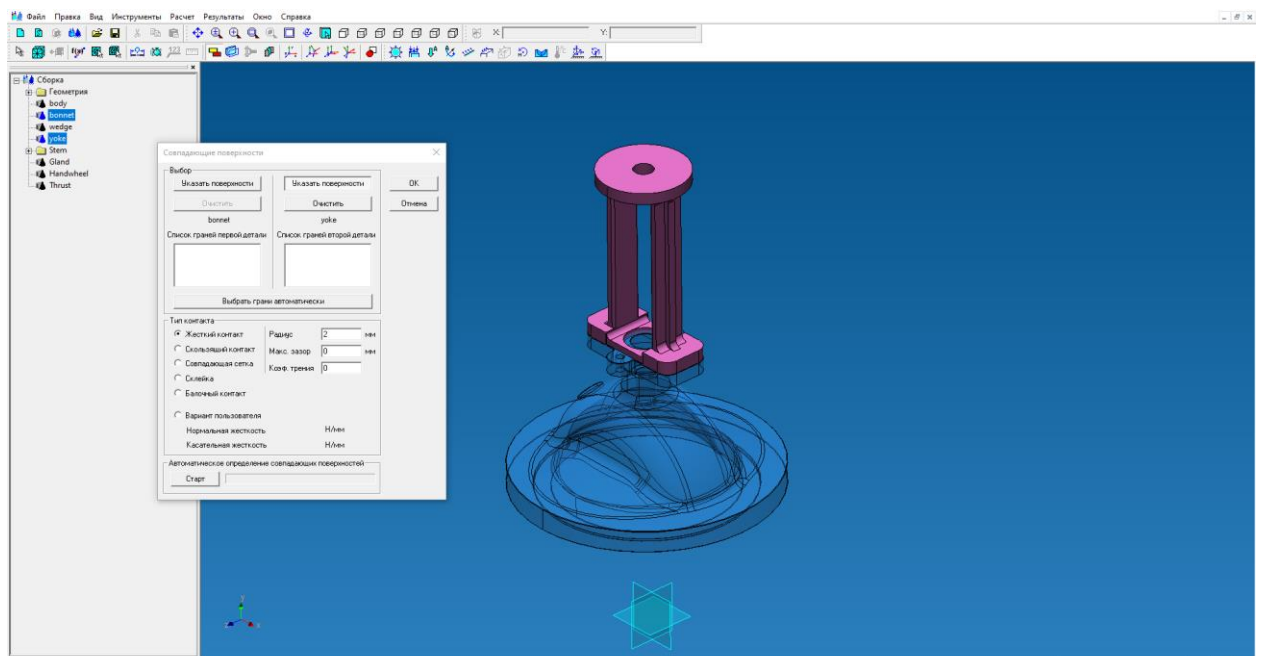 Файл Правка Вид Инструменты Расчет Результаты Окно Справка
X: Y:
Сборка
Геометрия
body
bonnet
wedge
yoke
Stem
Gland
Handwheel
Thrust
Совпадающие поверхности
Выбор
Указать поверхности Указать поверхности OK
Очистить Очистить Отмена
bonnet yoke
Список граней первой детали Список граней второй детали
Выбрать грани автоматически
Тип контакта
Жесткий контакт Радиус 2 мм
Скользящий контакт Макс. зазор 0 мм
Совпадающая сетка Коэф. трения 0
Склейка
Балочный контакт
Вариант пользователя
Нормальная жесткость Н/мм
Касательная жесткость Н/мм
Автоматическое определение совпадающих поверхностей
Старт
Y
X